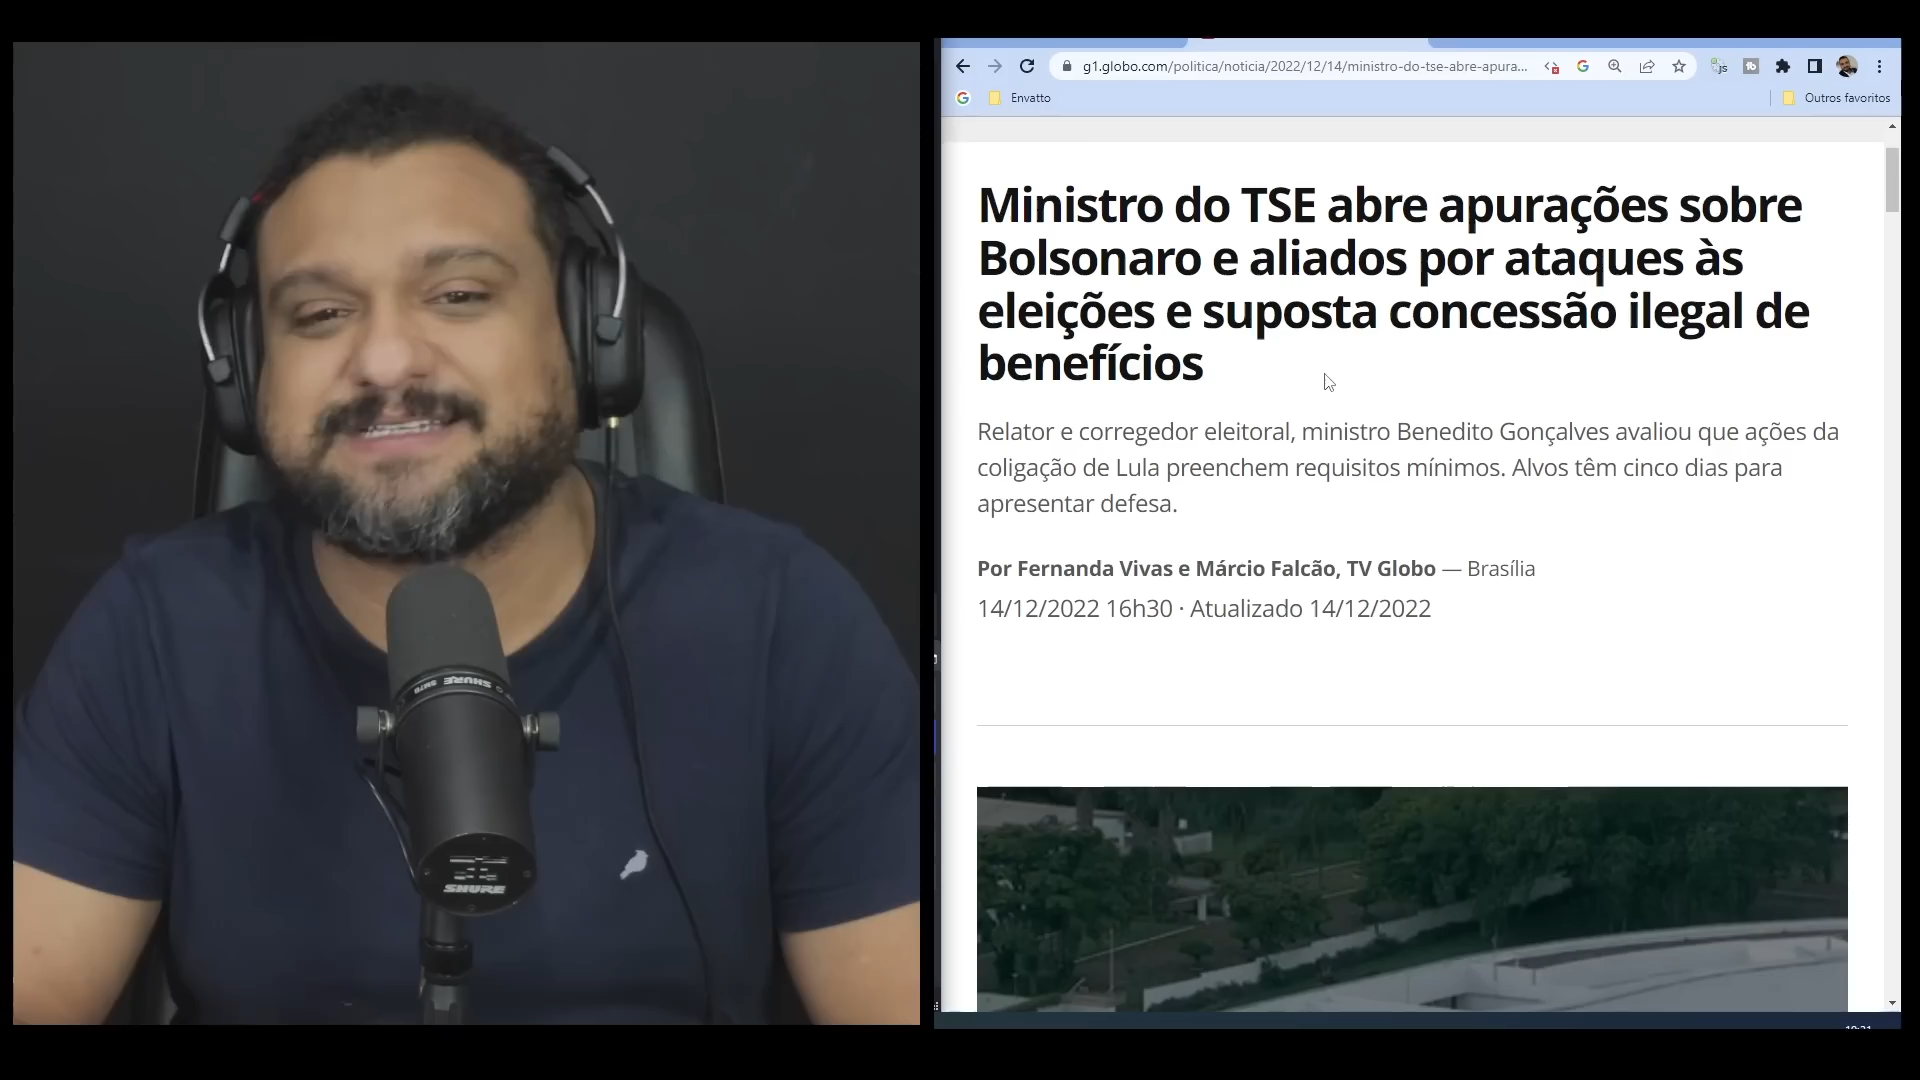 g1.globo.com/politica/noticia/2022/12/14/ministro-do-tse-abre-apura...
Envatto
Outros favoritos
Ministro do TSE abre apurações sobre
Bolsonaro e aliados por ataques às
eleições e suposta concessão ilegal de
benefícios
Relator e corregedor eleitoral, ministro Benedito Gonçalves avaliou que ações da
coligação de Lula preenchem requisitos mínimos. Alvos têm cinco dias para
apresentar defesa.
Por Fernanda Vivas e Márcio Falcão, TV Globo — Brasília
14/12/2022 16h30 · Atualizado 14/12/2022
SHURE SM7B
SHURE